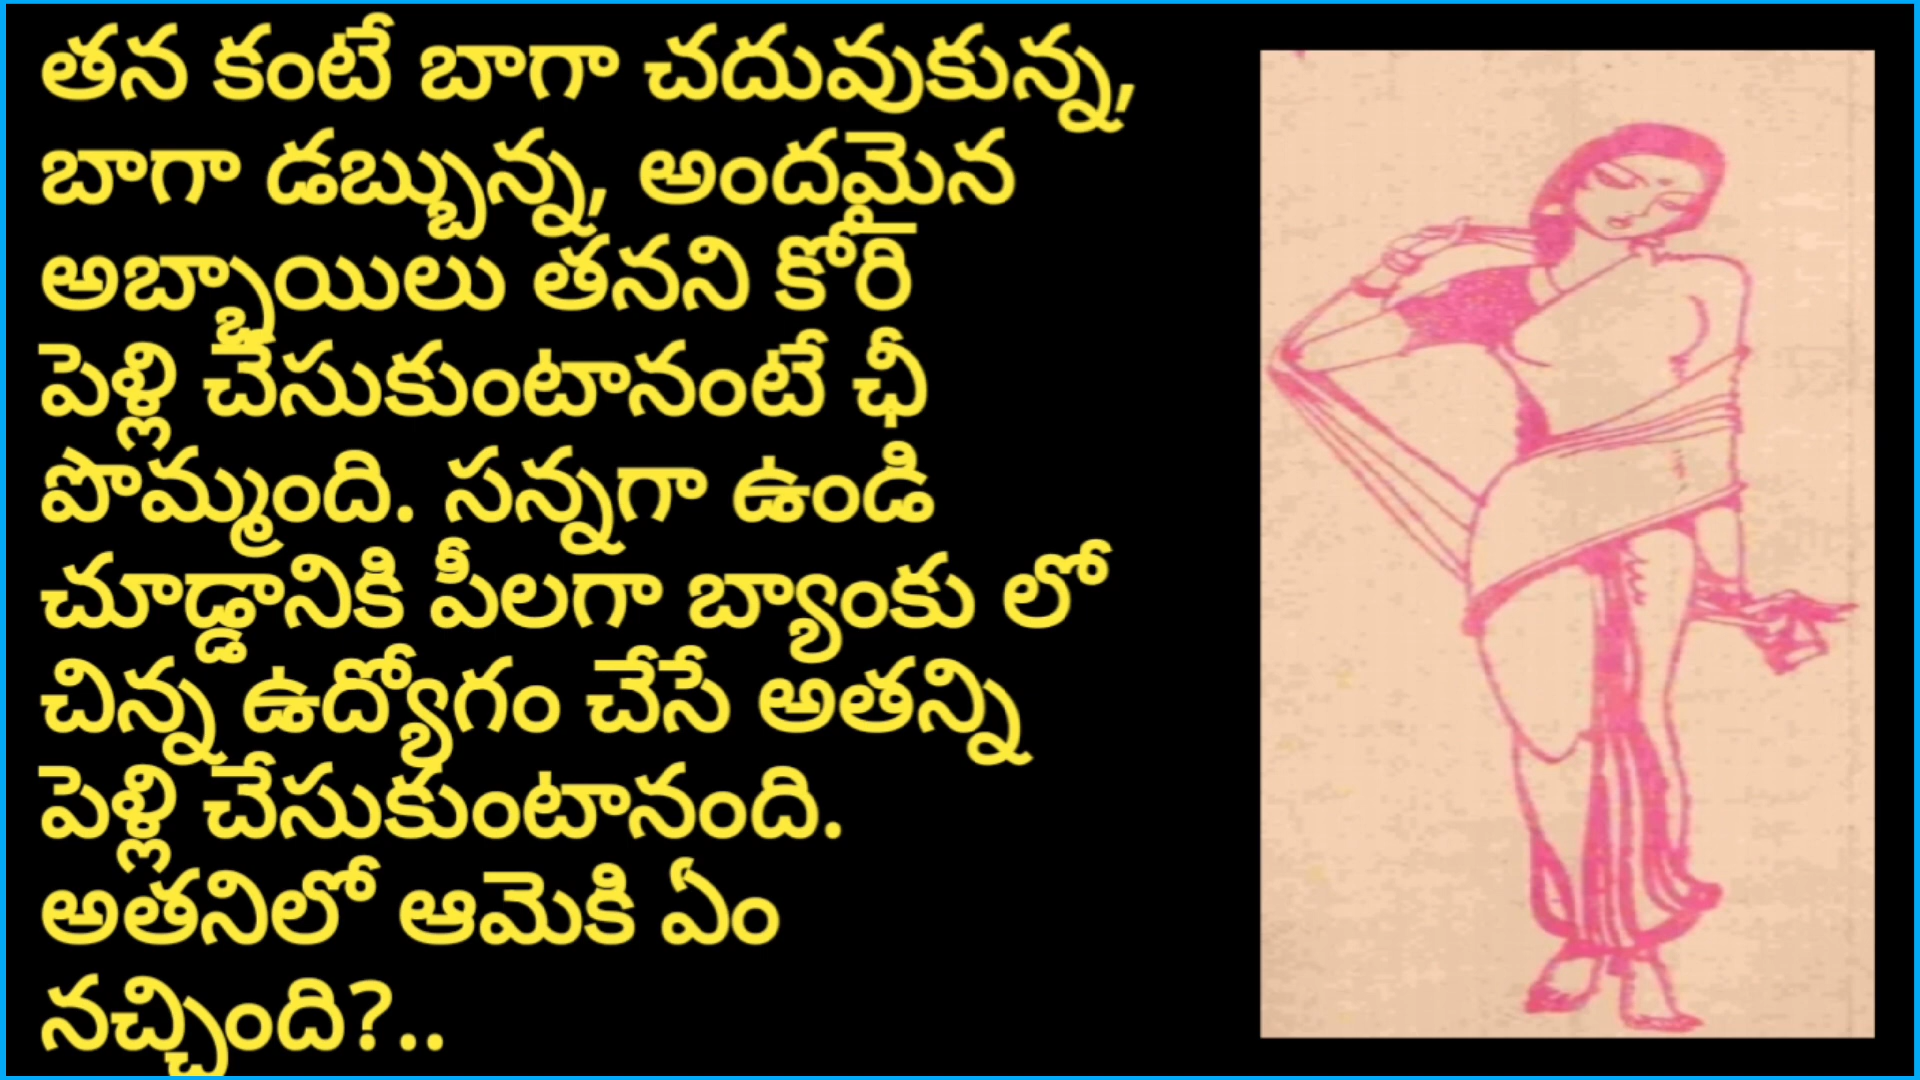 తన కంటే బాగా చదువుకున్న,
బాగా డబ్బున్న, అందమైన
అబ్బాయిలు తనని కోరి
పెళ్లి చేసుకుంటానంటే ఛీ
పొమ్మంది. సన్నగా ఉండి
చూడ్డానికి పీలగా బ్యాంకు లో
చిన్న ఉద్యోగం చేసే అతన్ని
పెళ్లి చేసుకుంటానంది.
అతనిలో ఆమెకి ఏం
నచ్చింది?..